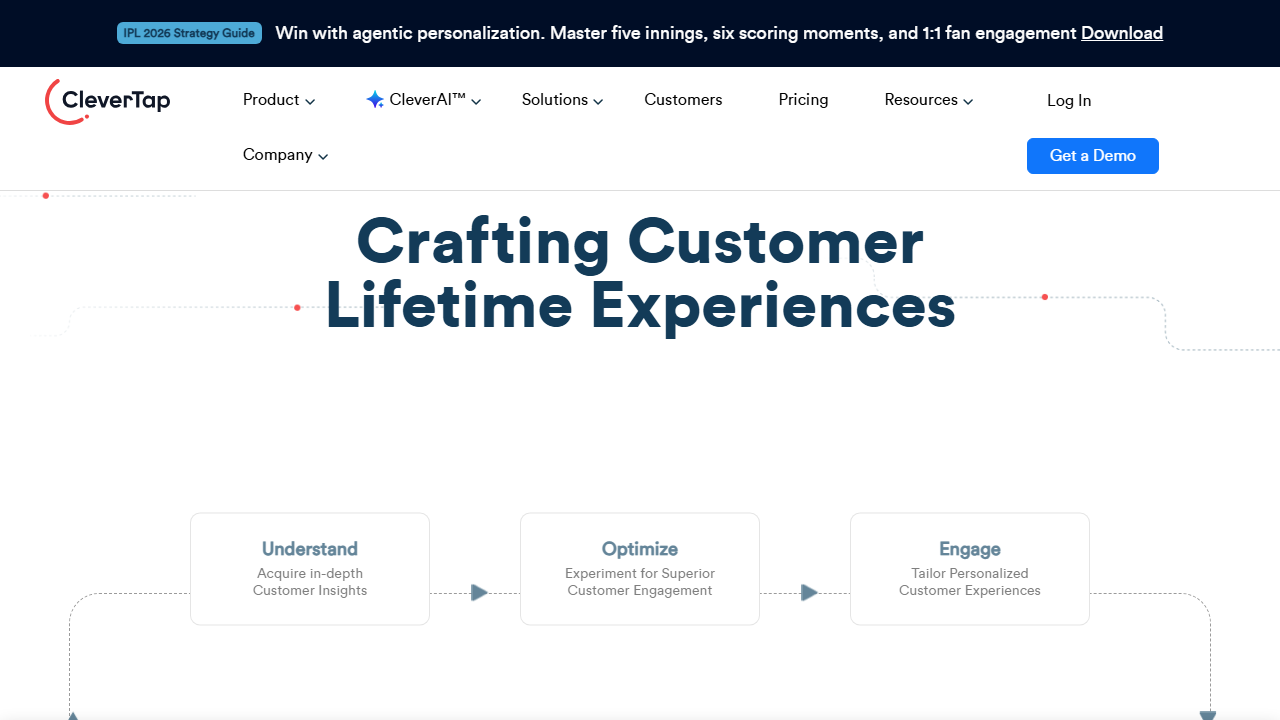 IPL 2026 Strategy Guide Win with agentic personalization. Master five innings, six scoring moments, and 1:1 fan engagement Download
CleverTap Product CleverAI™ Solutions Customers Pricing Resources Log In
Company Get a Demo
Crafting Customer
Lifetime Experiences
Understand
Acquire in-depth
Customer Insights
Optimize
Experiment for Superior
Customer Engagement
Engage
Tailor Personalized
Customer Experiences